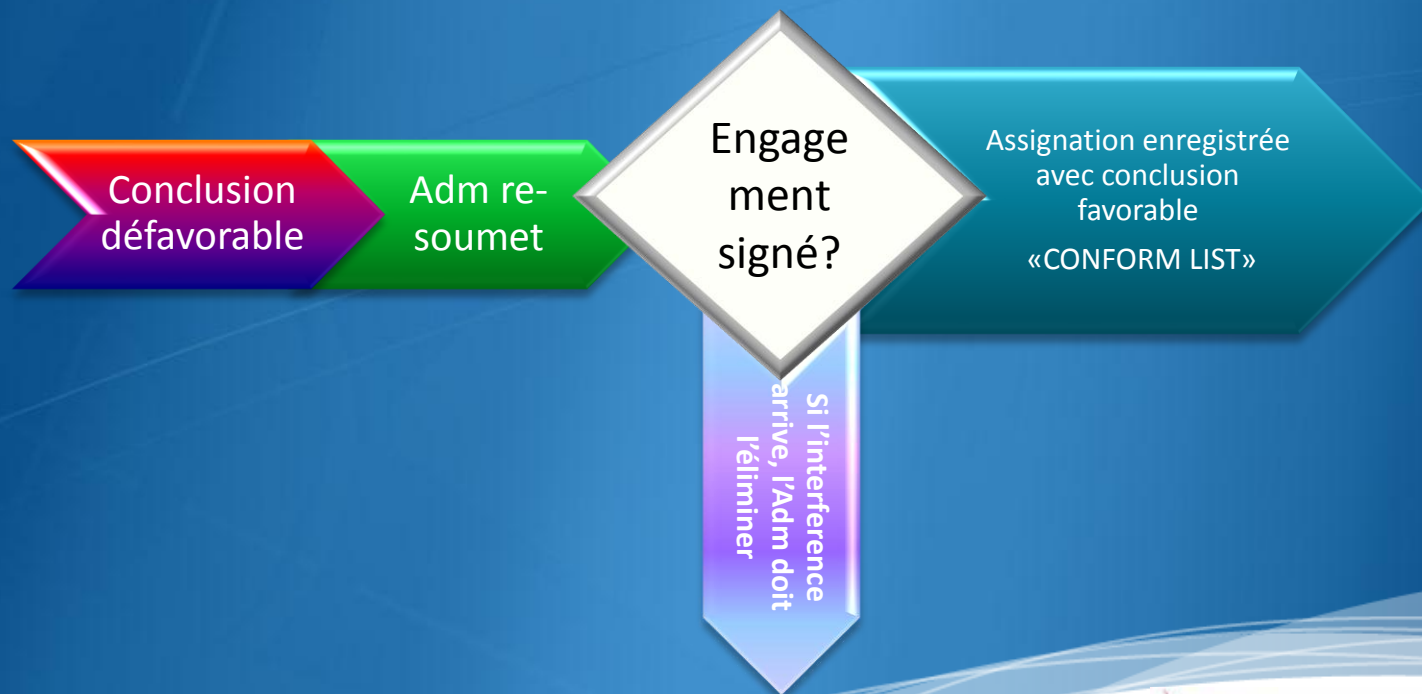 Conclusion
défavorable
Adm re-
soumet
Engage
ment
signé?
Assignation enregistrée
avec conclusion
favorable
«CONFORM LIST»
Si l’interference
arrive, l’Adm doit
l’éliminer